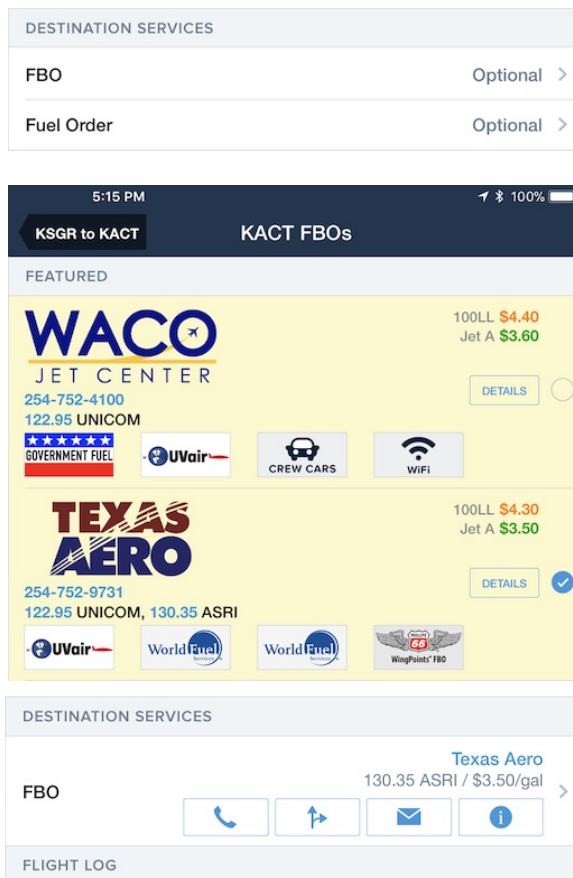 DESTINATION SERVICES
FBO Optional >
Fuel Order Optional >
5:15 PM 100%
KSGR to KACT KACT FBOs
FEATURED
WACO
JET CENTER
100LL $4.40
Jet A $3.60
DETAILS
254-752-4100
122.95 UNICOM
GOVERNMENT FUEL UVair CREW CARS WiFi
TEXAS
AERO
100LL $4.30
Jet A $3.50
DETAILS
254-752-9731
122.95 UNICOM, 130.35 ASRI
UVair World Fuel Services World Fuel Services PHILLIPS 66 WingPoints® FBO
DESTINATION SERVICES
Texas Aero
130.35 ASRI / $3.50/gal
FBO >
FLIGHT LOG